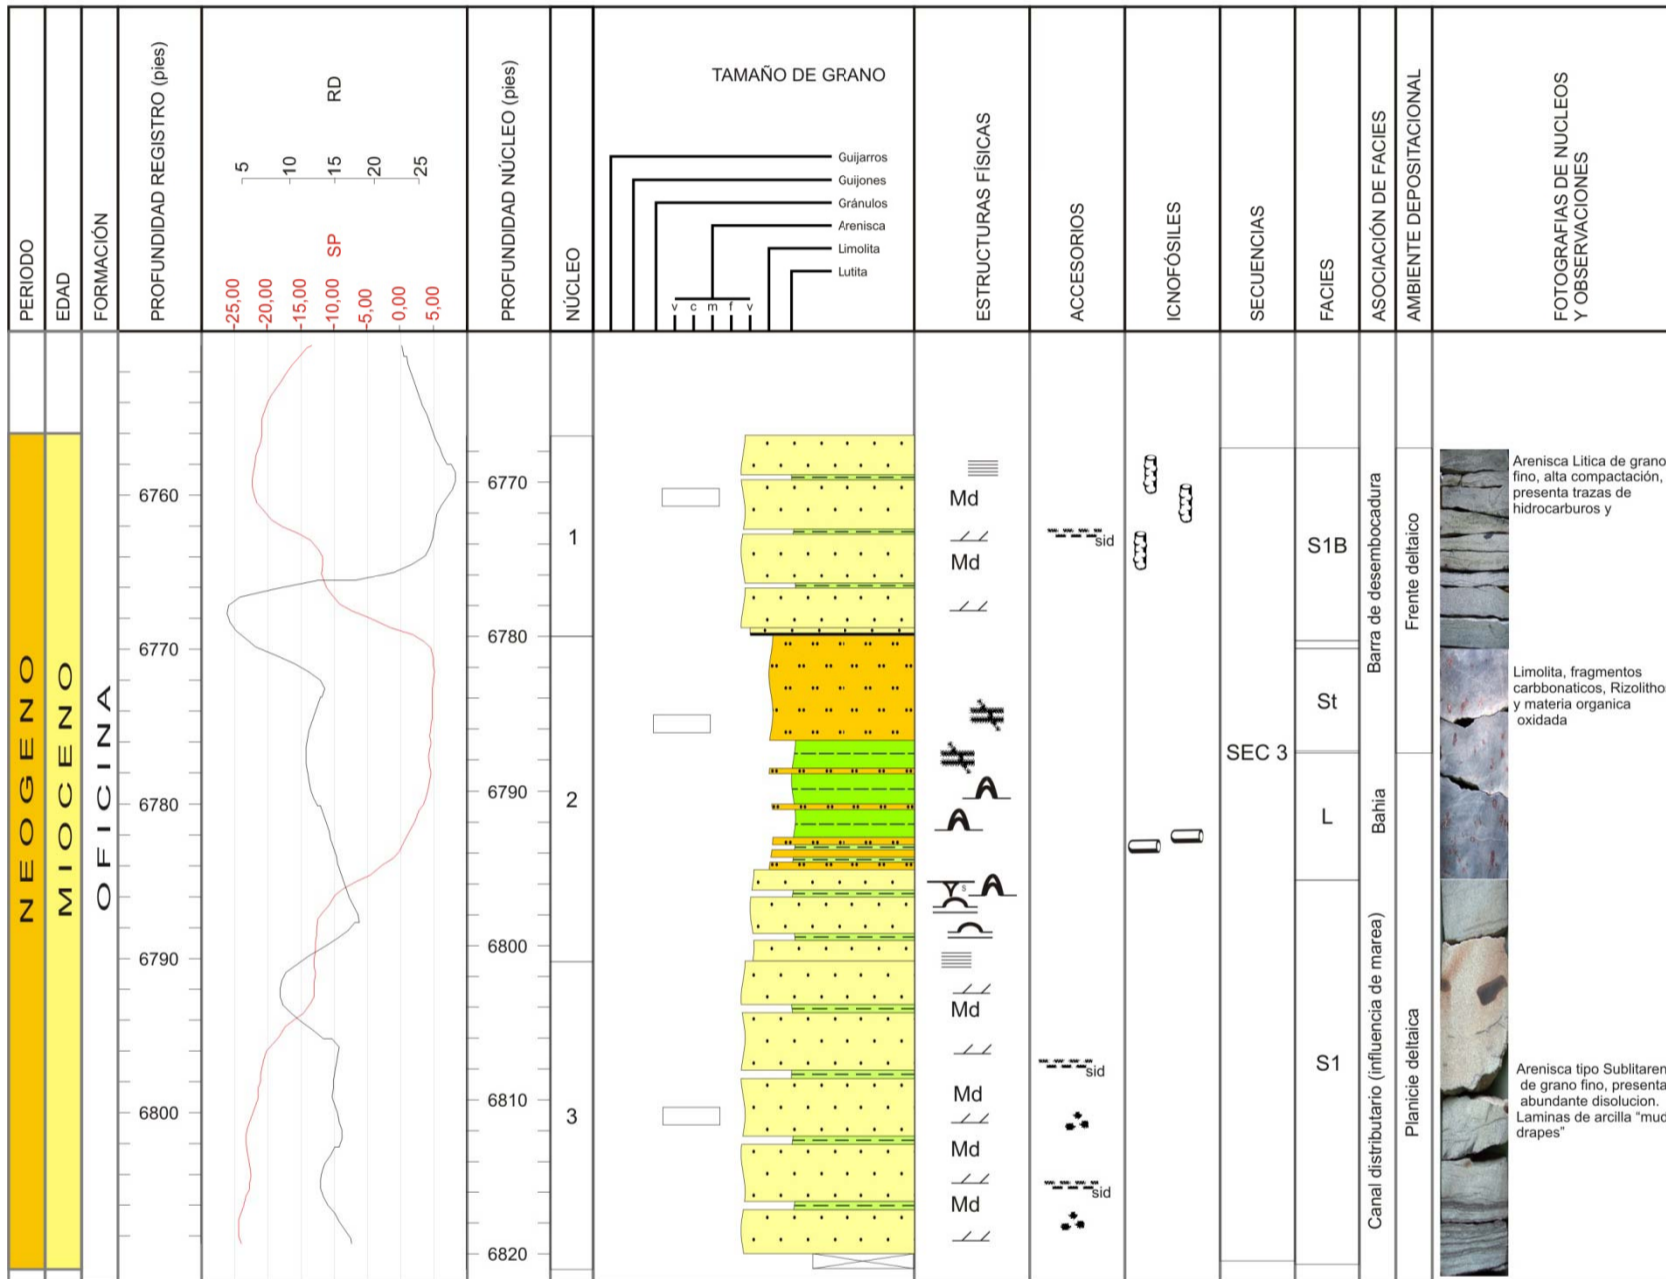 PERIODO
EDAD
FORMACIÓN
PROFUNDIDAD REGISTRO (pies)
RD
5 10 15 20 25
SP
-25,00 -20,00 -15,00 -10,00 -5,00 0,00 5,00
PROFUNDIDAD NÚCLEO (pies)
NÚCLEO
TAMAÑO DE GRANO
Guijarros
Guijones
Gránulos
Arenisca
Limolita
Lutita
v c m f v
ESTRUCTURAS FÍSICAS
ACCESORIOS
ICNOFÓSILES
SECUENCIAS
FACIES
ASOCIACIÓN DE FACIES
AMBIENTE DEPOSITACIONAL
FOTOGRAFIAS DE NUCLEOS
Y OBSERVACIONES
NEOGENO
MIOCENO
OFICINA
6760
6770
6780
6790
6800
6770
6780
6790
6800
6810
6820
1
2
3
Md
Md
s
Md
Md
Md
Md
sid
sid
sid
SEC 3
S1B
St
L
S1
Barra de desembocadura
Bahia
Canal distributario (influencia de marea)
Frente deltaico
Planicie deltaica
Arenisca Litica de grano
fino, alta compactación,
presenta trazas de
hidrocarburos y
Limolita, fragmentos
carbbonaticos, Rizolitho
y materia organica
oxidada
Arenisca tipo Sublitaren
de grano fino, presenta
abundante disolucion.
Laminas de arcilla "mud
drapes"